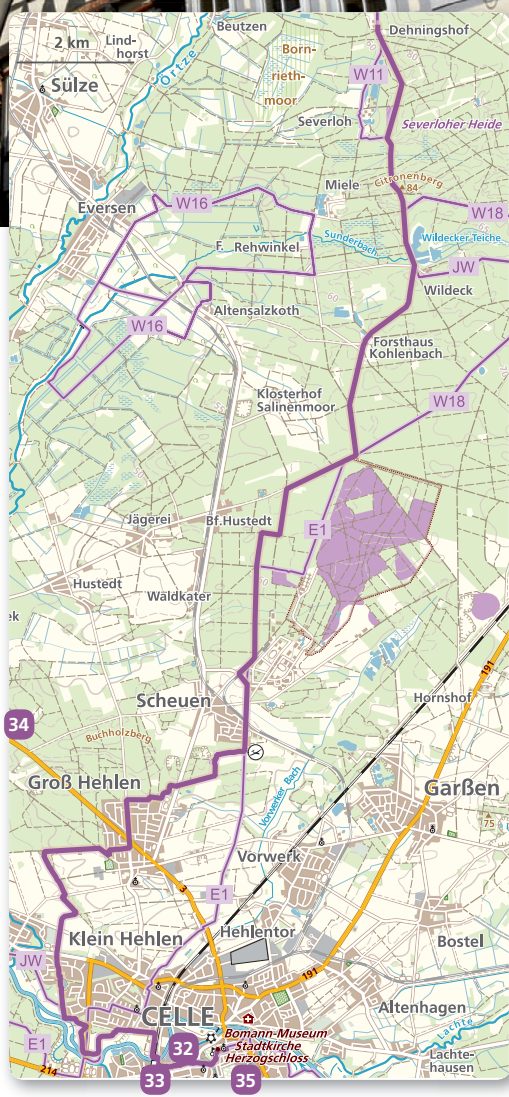 Beutzen
Dehningshof
2 km
Lind-
horst
Örtze
Born-
rieth-
moor
W11
Sülze
Severloh
Severloher Heide
Miele
Citronenberg
84
W16
W18
Eversen
F. Rehwinkel
Sunderbach
Wildecker Teiche
JW
Wildeck
Altensalzkoth
W16
Forsthaus
Kohlenbach
Klosterhof
Salinenmoor
W18
Jägerei
Bf.Hustedt
E1
Hustedt
Wäldkater
ek
191
Hornshof
Scheuen
34
Buchholzberg
Groß Hehlen
Garßen
Vorwerker Bach
75
Vorwerk
3
E1
Klein Hehlen
Hehlentor
Bostel
JW
191
CELLE
Altenhagen
Lachte
Bomann-Museum
Stadtkirche
Herzogschloss
32
E1
Lachte-
hausen
214
33
35